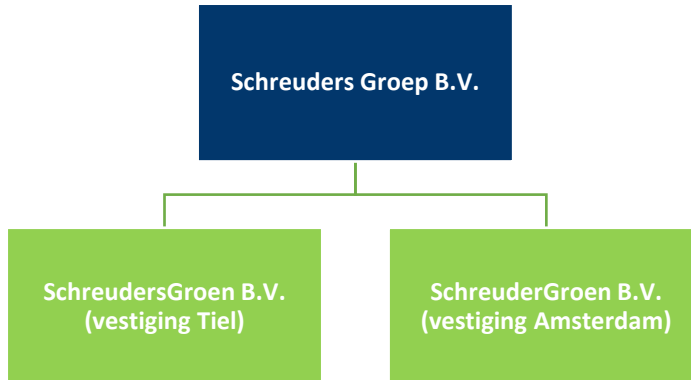 Schreuders Groep B.V.
SchreudersGroen B.V.
(vestiging Tiel)
SchreuderGroen B.V.
(vestiging Amsterdam)